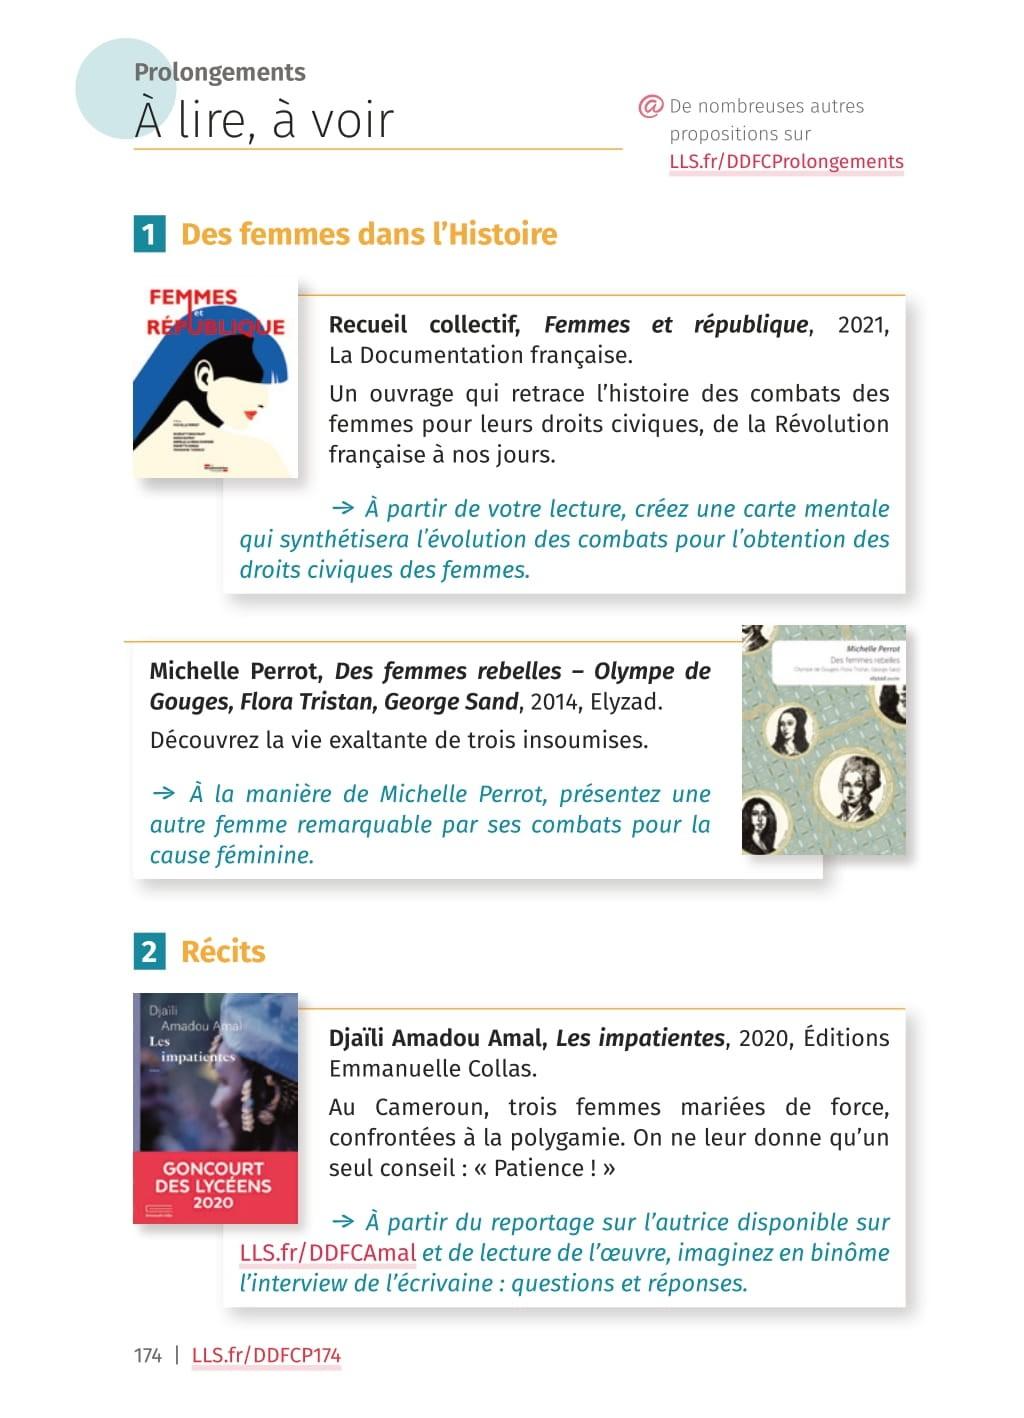 Prolongements
À lire, à voir
@ De nombreuses autres
propositions sur
LLS.fr/DDFCProlongements
1 Des femmes dans l'Histoire
FEMMES
et
RÉPUBLIQUE
Recueil collectif, Femmes et république, 2021,
La Documentation française.
Un ouvrage qui retrace l'histoire des combats des
femmes pour leurs droits civiques, de la Révolution
française à nos jours.
→ À partir de votre lecture, créez une carte mentale
qui synthétisera l'évolution des combats pour l'obtention des
droits civiques des femmes.
Michelle Perrot, Des femmes rebelles – Olympe de
Gouges, Flora Tristan, George Sand, 2014, Elyzad.
Découvrez la vie exaltante de trois insoumises.
→ À la manière de Michelle Perrot, présentez une
autre femme remarquable par ses combats pour la
cause féminine.
Michelle Perrot
Des femmes rebelles
Olympe de Gouges, Flora Tristan, George Sand
2 Récits
Djaïli
Amadou Amal
Les
impatientes
GONCOURT
DES LYCÉENS
2020
Djaïli Amadou Amal, Les impatientes, 2020, Éditions
Emmanuelle Collas.
Au Cameroun, trois femmes mariées de force,
confrontées à la polygamie. On ne leur donne qu'un
seul conseil : « Patience ! »
→ À partir du reportage sur l'autrice disponible sur
LLS.fr/DDFCAmal et de lecture de l'œuvre, imaginez en binôme
l'interview de l'écrivaine : questions et réponses.
174 | LLS.fr/DDFCP174